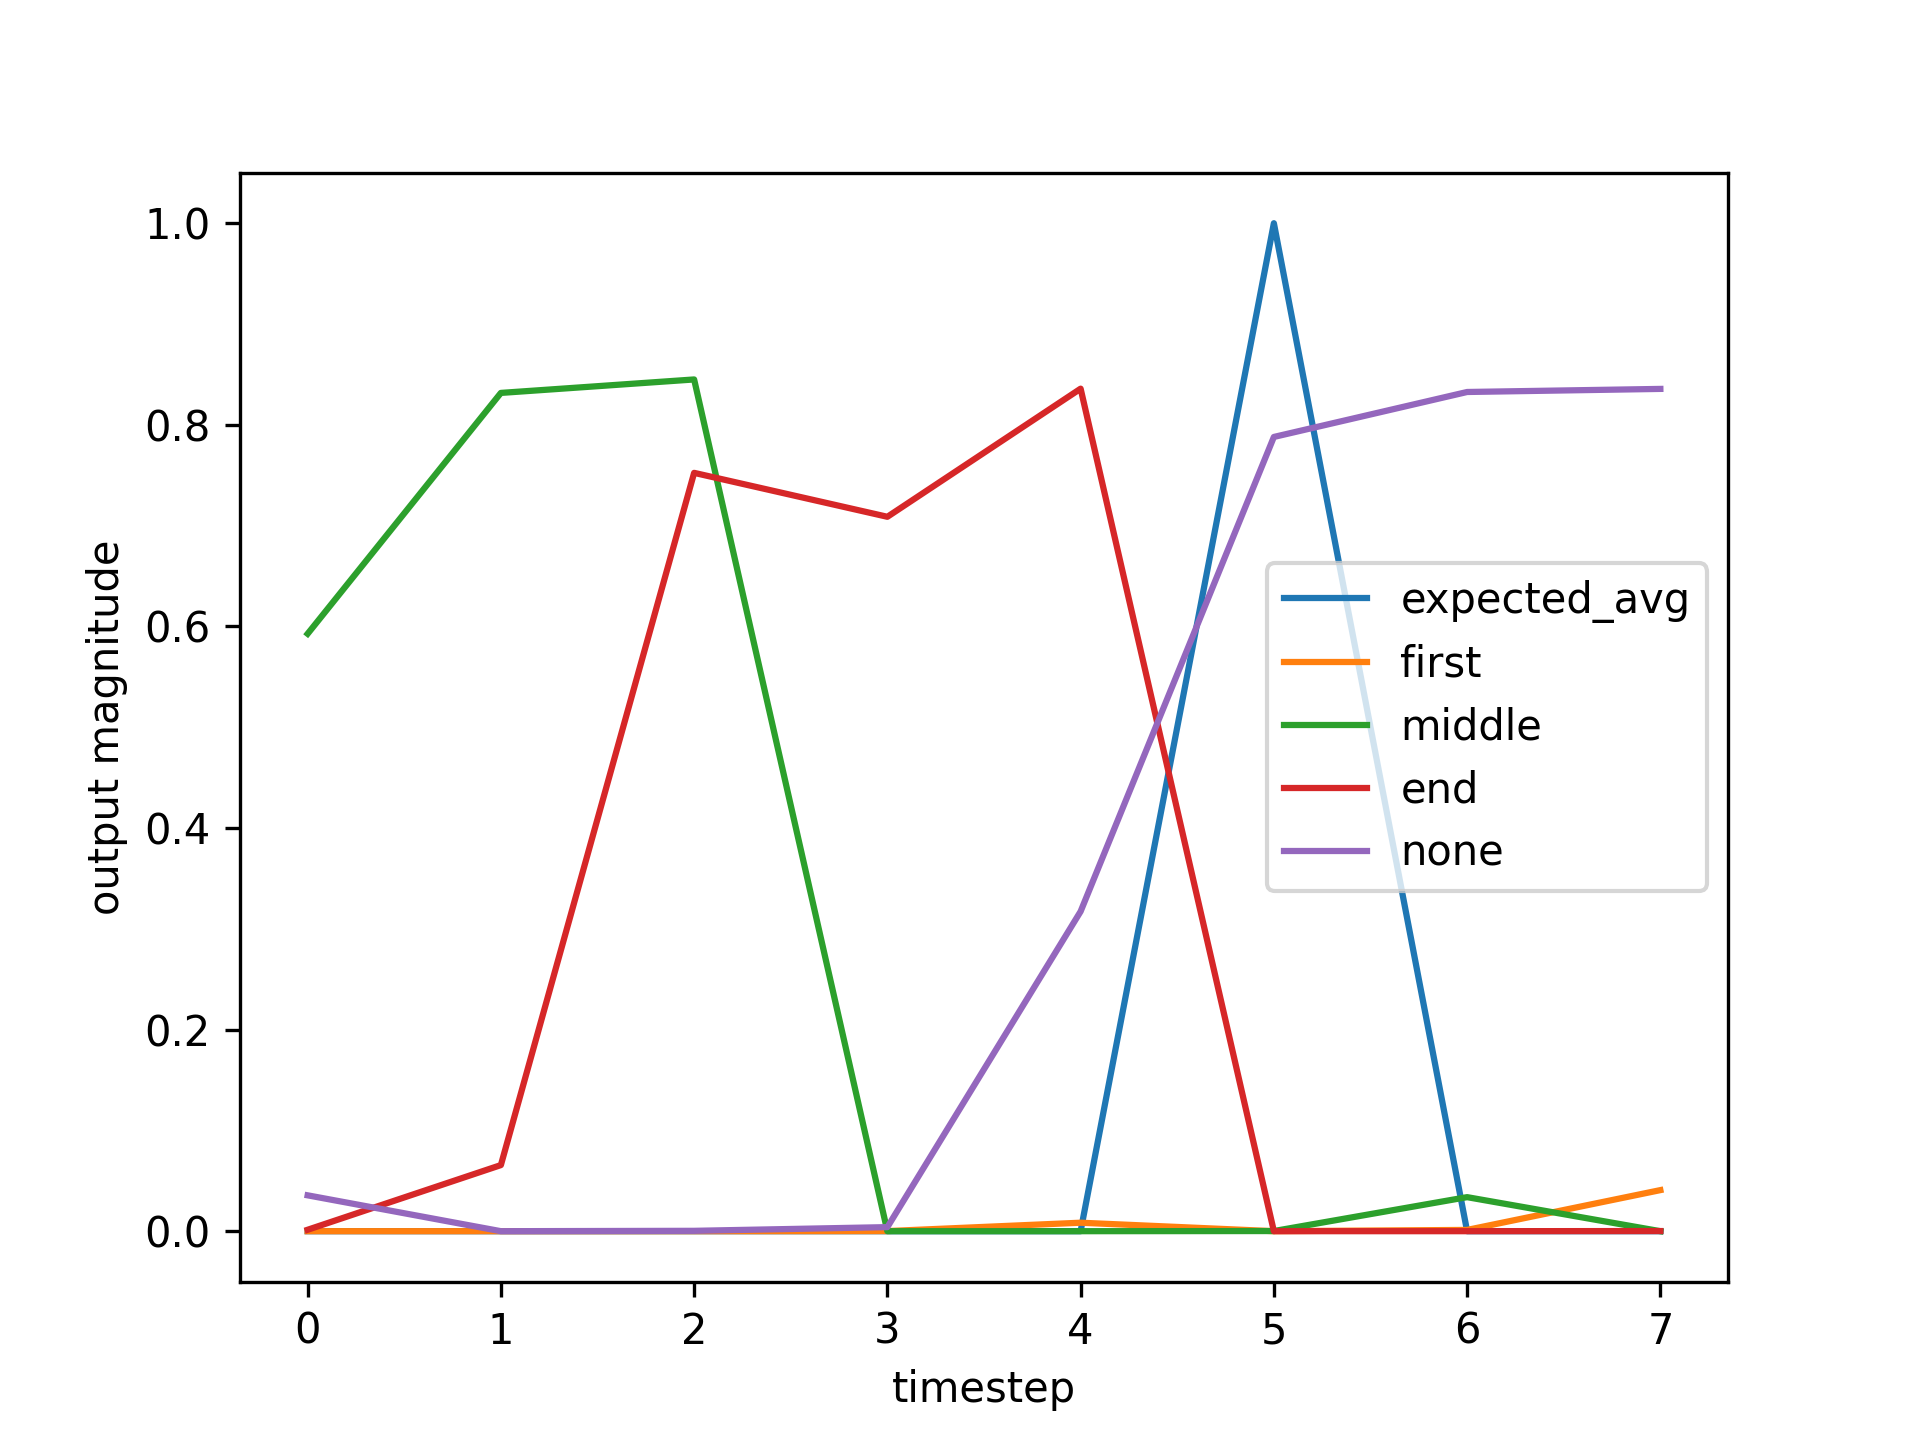 1.0
0.8
0.6
0.4
0.2
0.0
output magnitude
expected_avg
first
middle
end
none
0 1 2 3 4 5 6 7
timestep